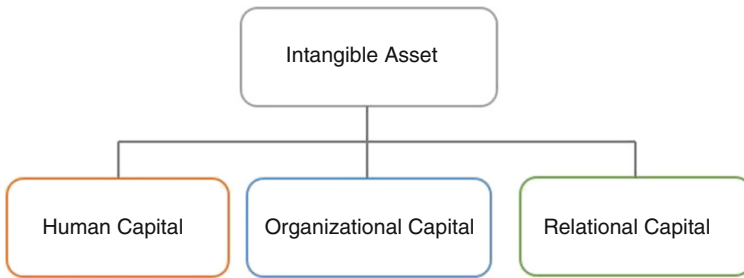 Intangible Asset
Human Capital
Organizational Capital
Relational Capital